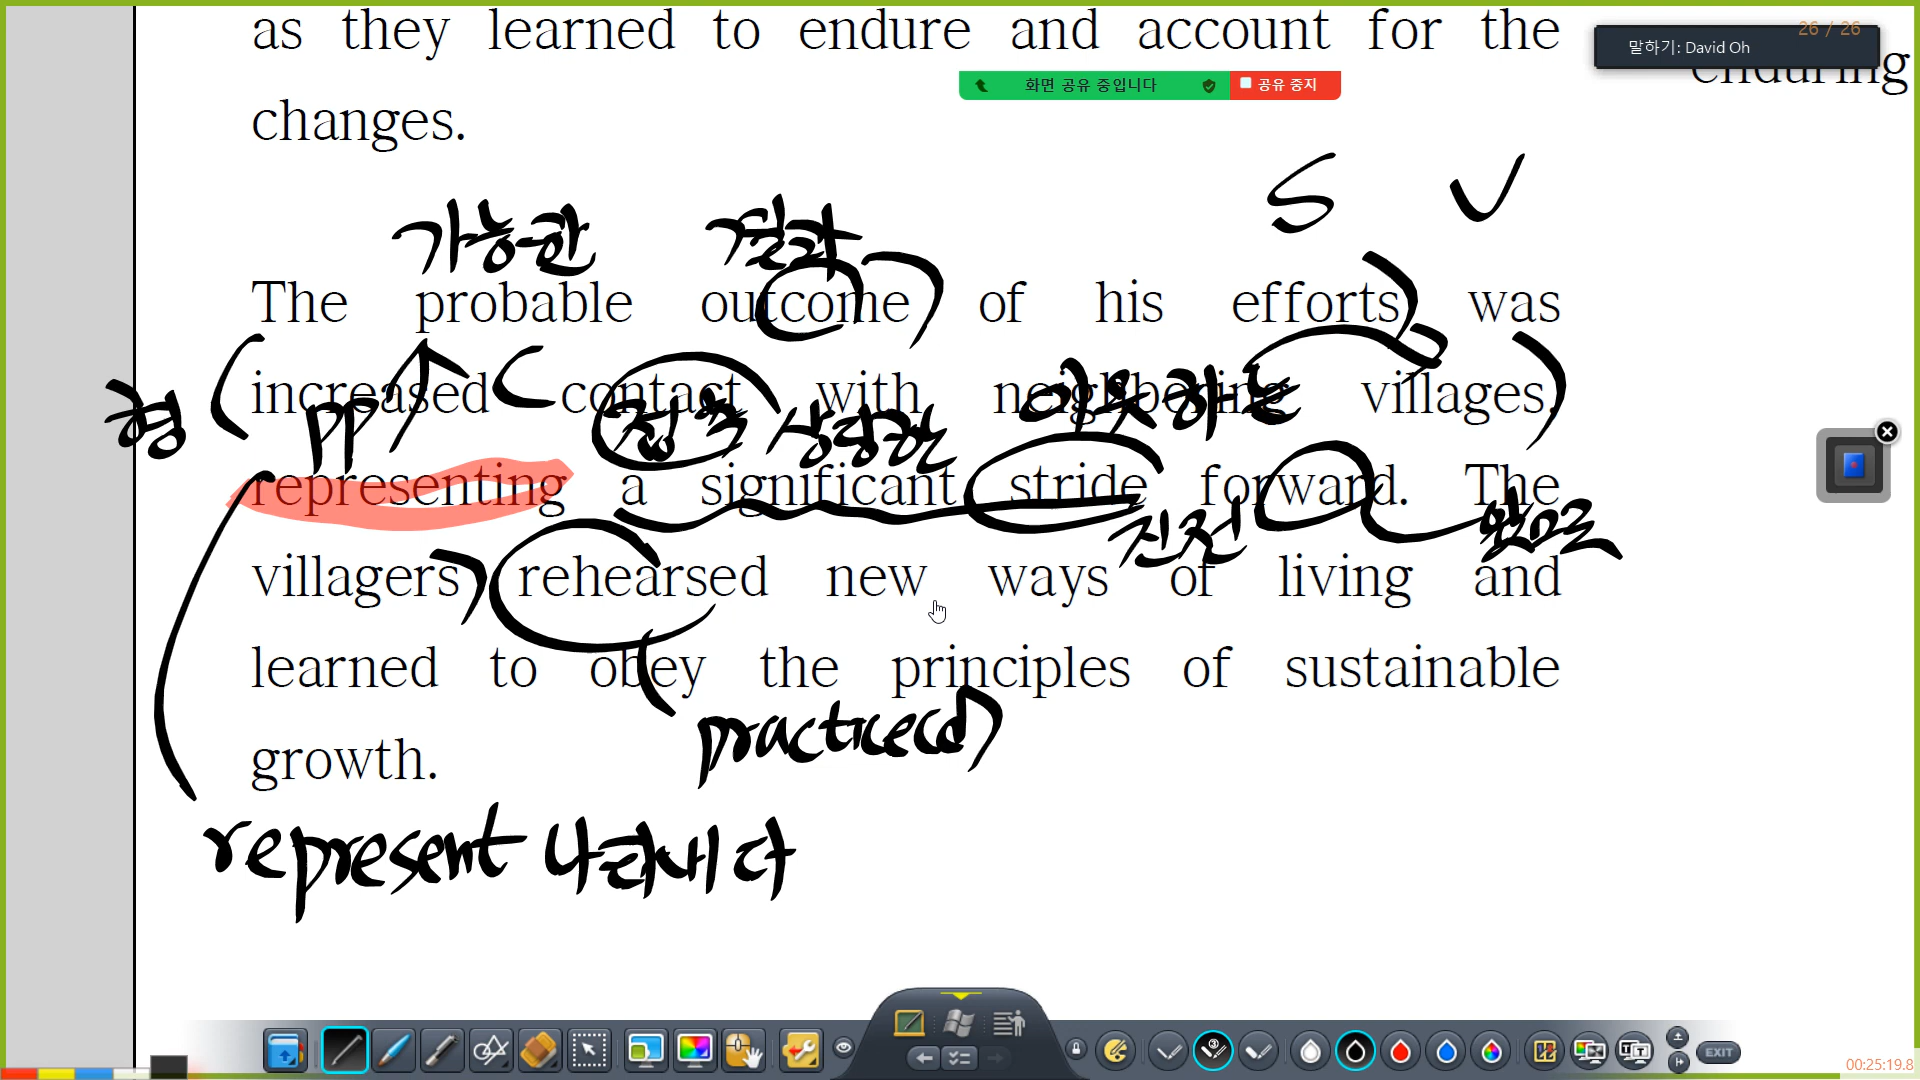 as they learned to endure and account for the
changes.
26 / 26
말하기: David Oh
enduring
화면 공유 중입니다
공유 중지
S V
가능한 결과
The probable outcome of his efforts was
increased contact with neighboring villages,
형 pp 접촉 상당한 이웃하는
representing a significant stride forward. The
진전 앞으로
villagers rehearsed new ways of living and
learned to obey the principles of sustainable
practice(d)
growth.
represent 나타내다
EXIT
00:25:19.8